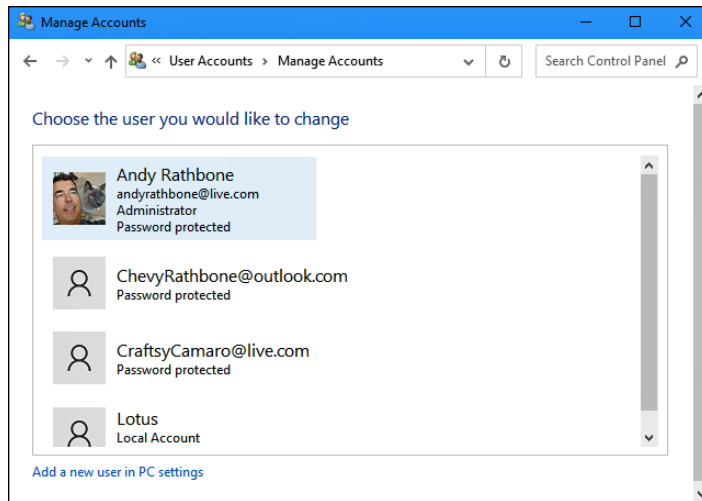 Manage Accounts
« User Accounts › Manage Accounts
Search Control Panel
Choose the user you would like to change
Andy Rathbone
andyrathbone@live.com
Administrator
Password protected
ChevyRathbone@outlook.com
Password protected
CraftsyCamaro@live.com
Password protected
Lotus
Local Account
Add a new user in PC settings